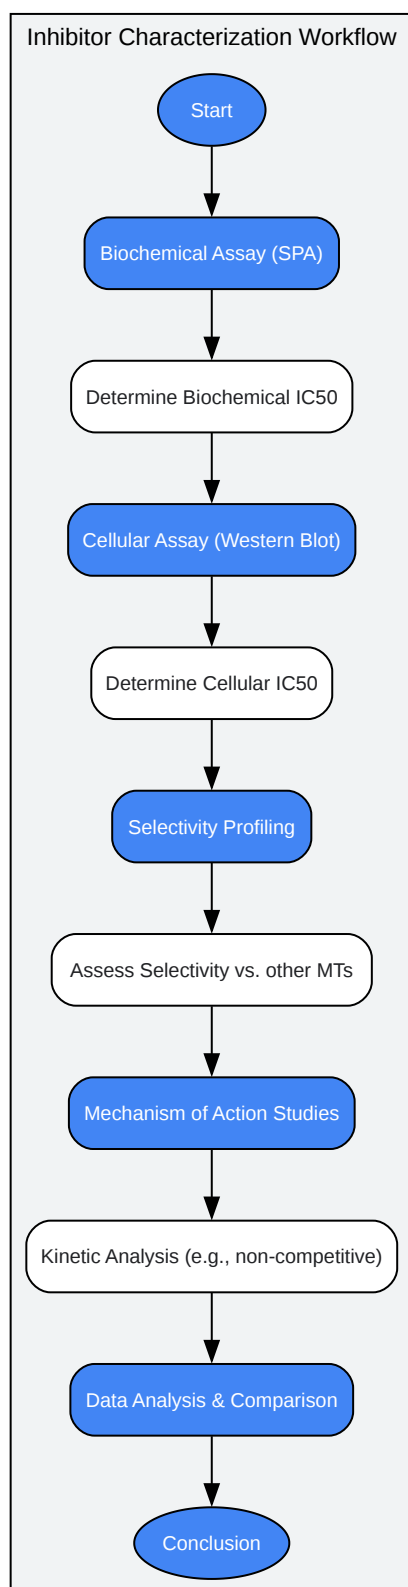 Inhibitor Characterization Workflow
Start
Biochemical Assay (SPA)
Determine Biochemical IC50
Cellular Assay (Western Blot)
Determine Cellular IC50
Selectivity Profiling
Assess Selectivity vs. other MTs
Mechanism of Action Studies
Kinetic Analysis (e.g., non-competitive)
Data Analysis & Comparison
Conclusion